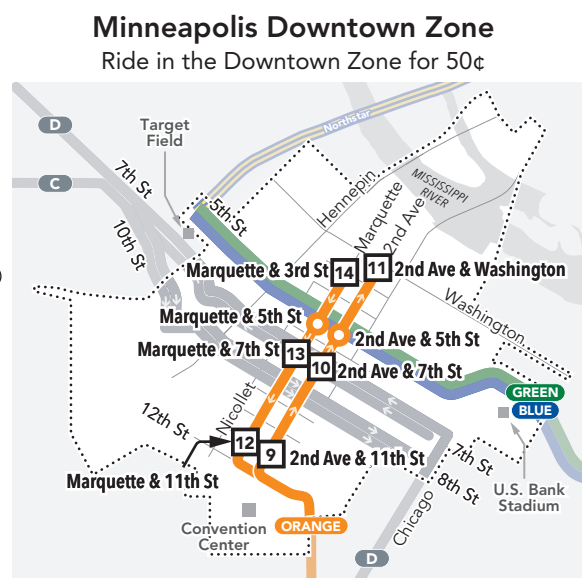 Minneapolis Downtown Zone
Ride in the Downtown Zone for 50¢
D
Target
Field
Northstar
C
7th St
5th St
Hennepin
MISSISSIPPI
RIVER
10th St
Marquette
2nd Ave
Marquette & 3rd St
14
11
2nd Ave & Washington
Washington
Marquette & 5th St
2nd Ave & 5th St
Marquette & 7th St
13
10
2nd Ave & 7th St
GREEN
BLUE
Nicollet
12th St
12
9
2nd Ave & 11th St
Marquette & 11th St
7th St
8th St
U.S. Bank
Stadium
Convention
Center
ORANGE
Chicago
D